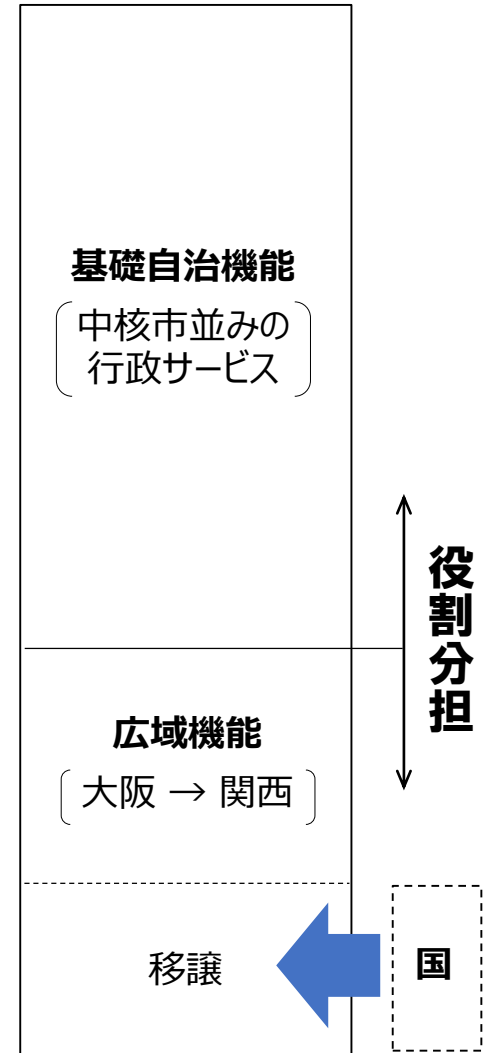 基礎自治機能
中核市並みの
行政サービス
役割分担
広域機能
大阪 → 関西
移譲
国